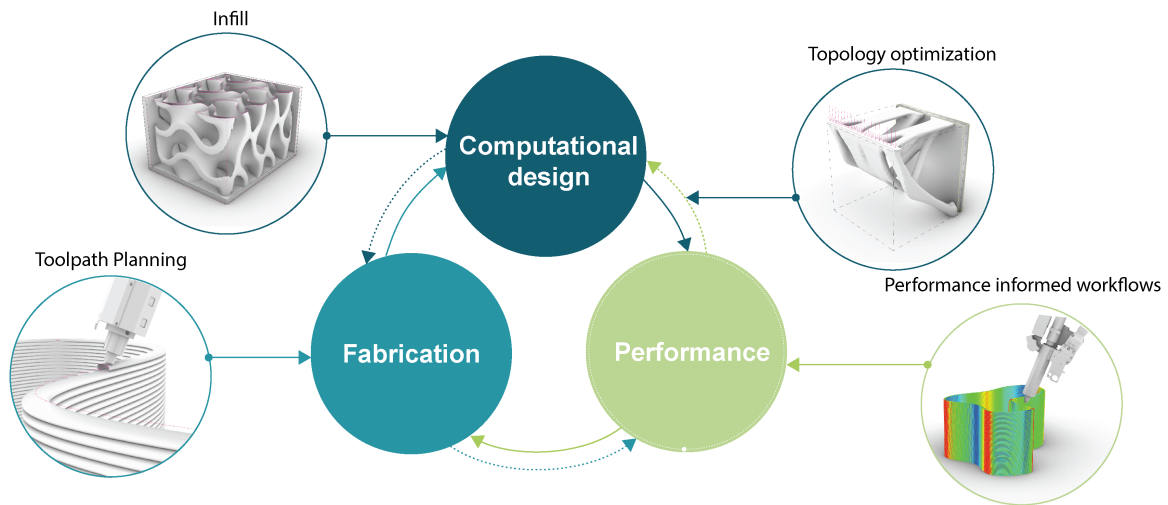 Infill
Topology optimization
Computational
design
Toolpath Planning
Performance informed workflows
Fabrication
Performance